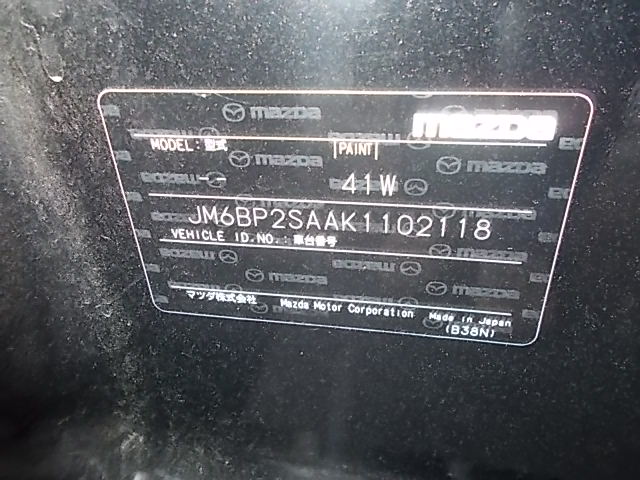 mazda
MODEL: 型式 PAINT
- 41W
JM6BP2SAAK1102118
VEHICLE ID.NO.: 車台番号
マツダ株式会社 Mazda Motor Corporation Made in Japan
(B38N)